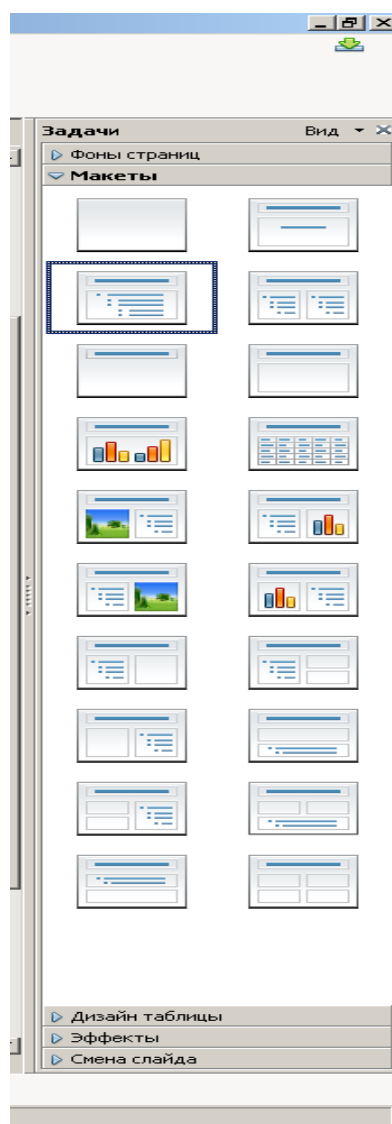 Задачи Вид
Фоны страниц
Макеты
Дизайн таблицы
Эффекты
Смена слайда